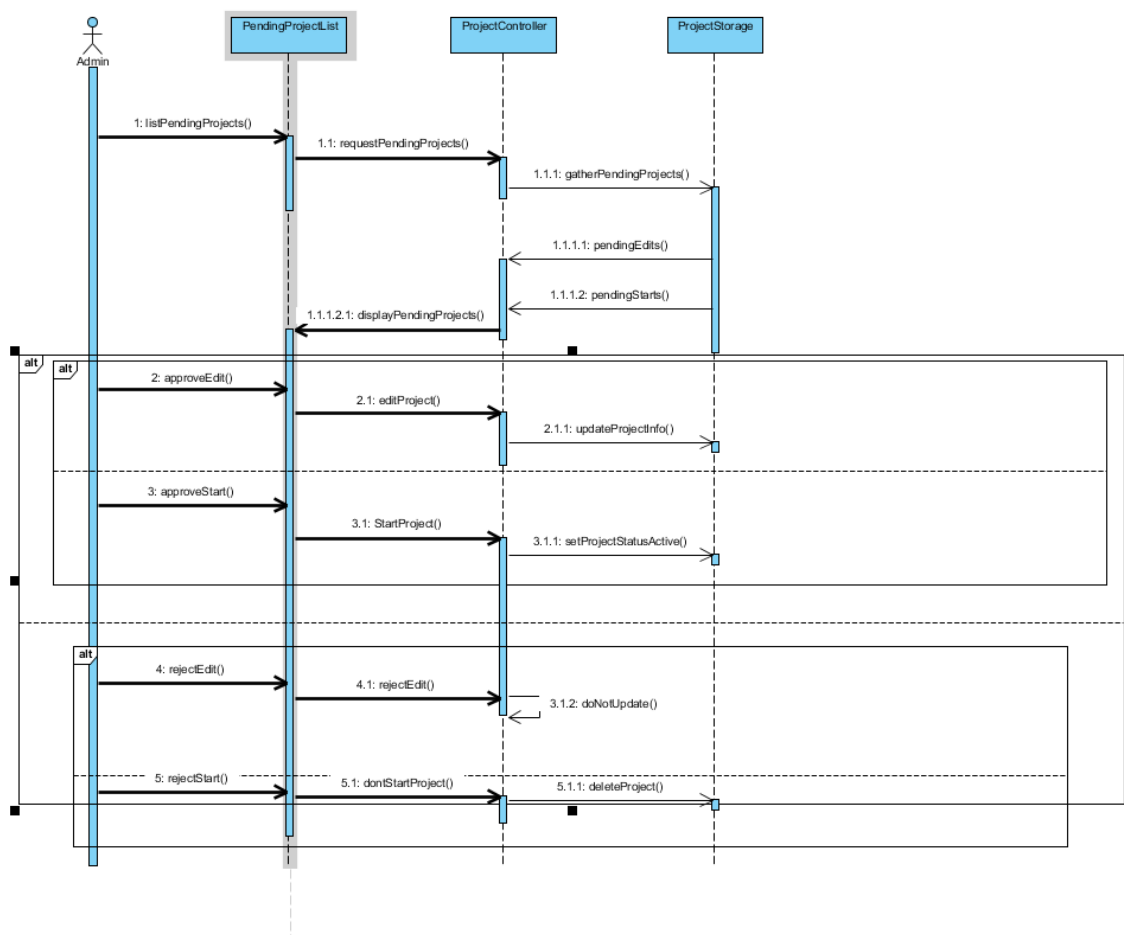 PendingProjectList
ProjectController
ProjectStorage
Admin
1: listPendingProjects()
1.1: requestPendingProjects()
1.1.1: gatherPendingProjects()
1.1.1.1: pendingEdits()
1.1.1.2: pendingStarts()
1.1.1.2.1: displayPendingProjects()
alt
alt
2: approveEdit()
2.1: editProject()
2.1.1: updateProjectInfo()
3: approveStart()
3.1: StartProject()
3.1.1: setProjectStatusActive()
alt
4: rejectEdit()
4.1: rejectEdit()
3.1.2: doNotUpdate()
5: rejectStart()
5.1: dontStartProject()
5.1.1: deleteProject()